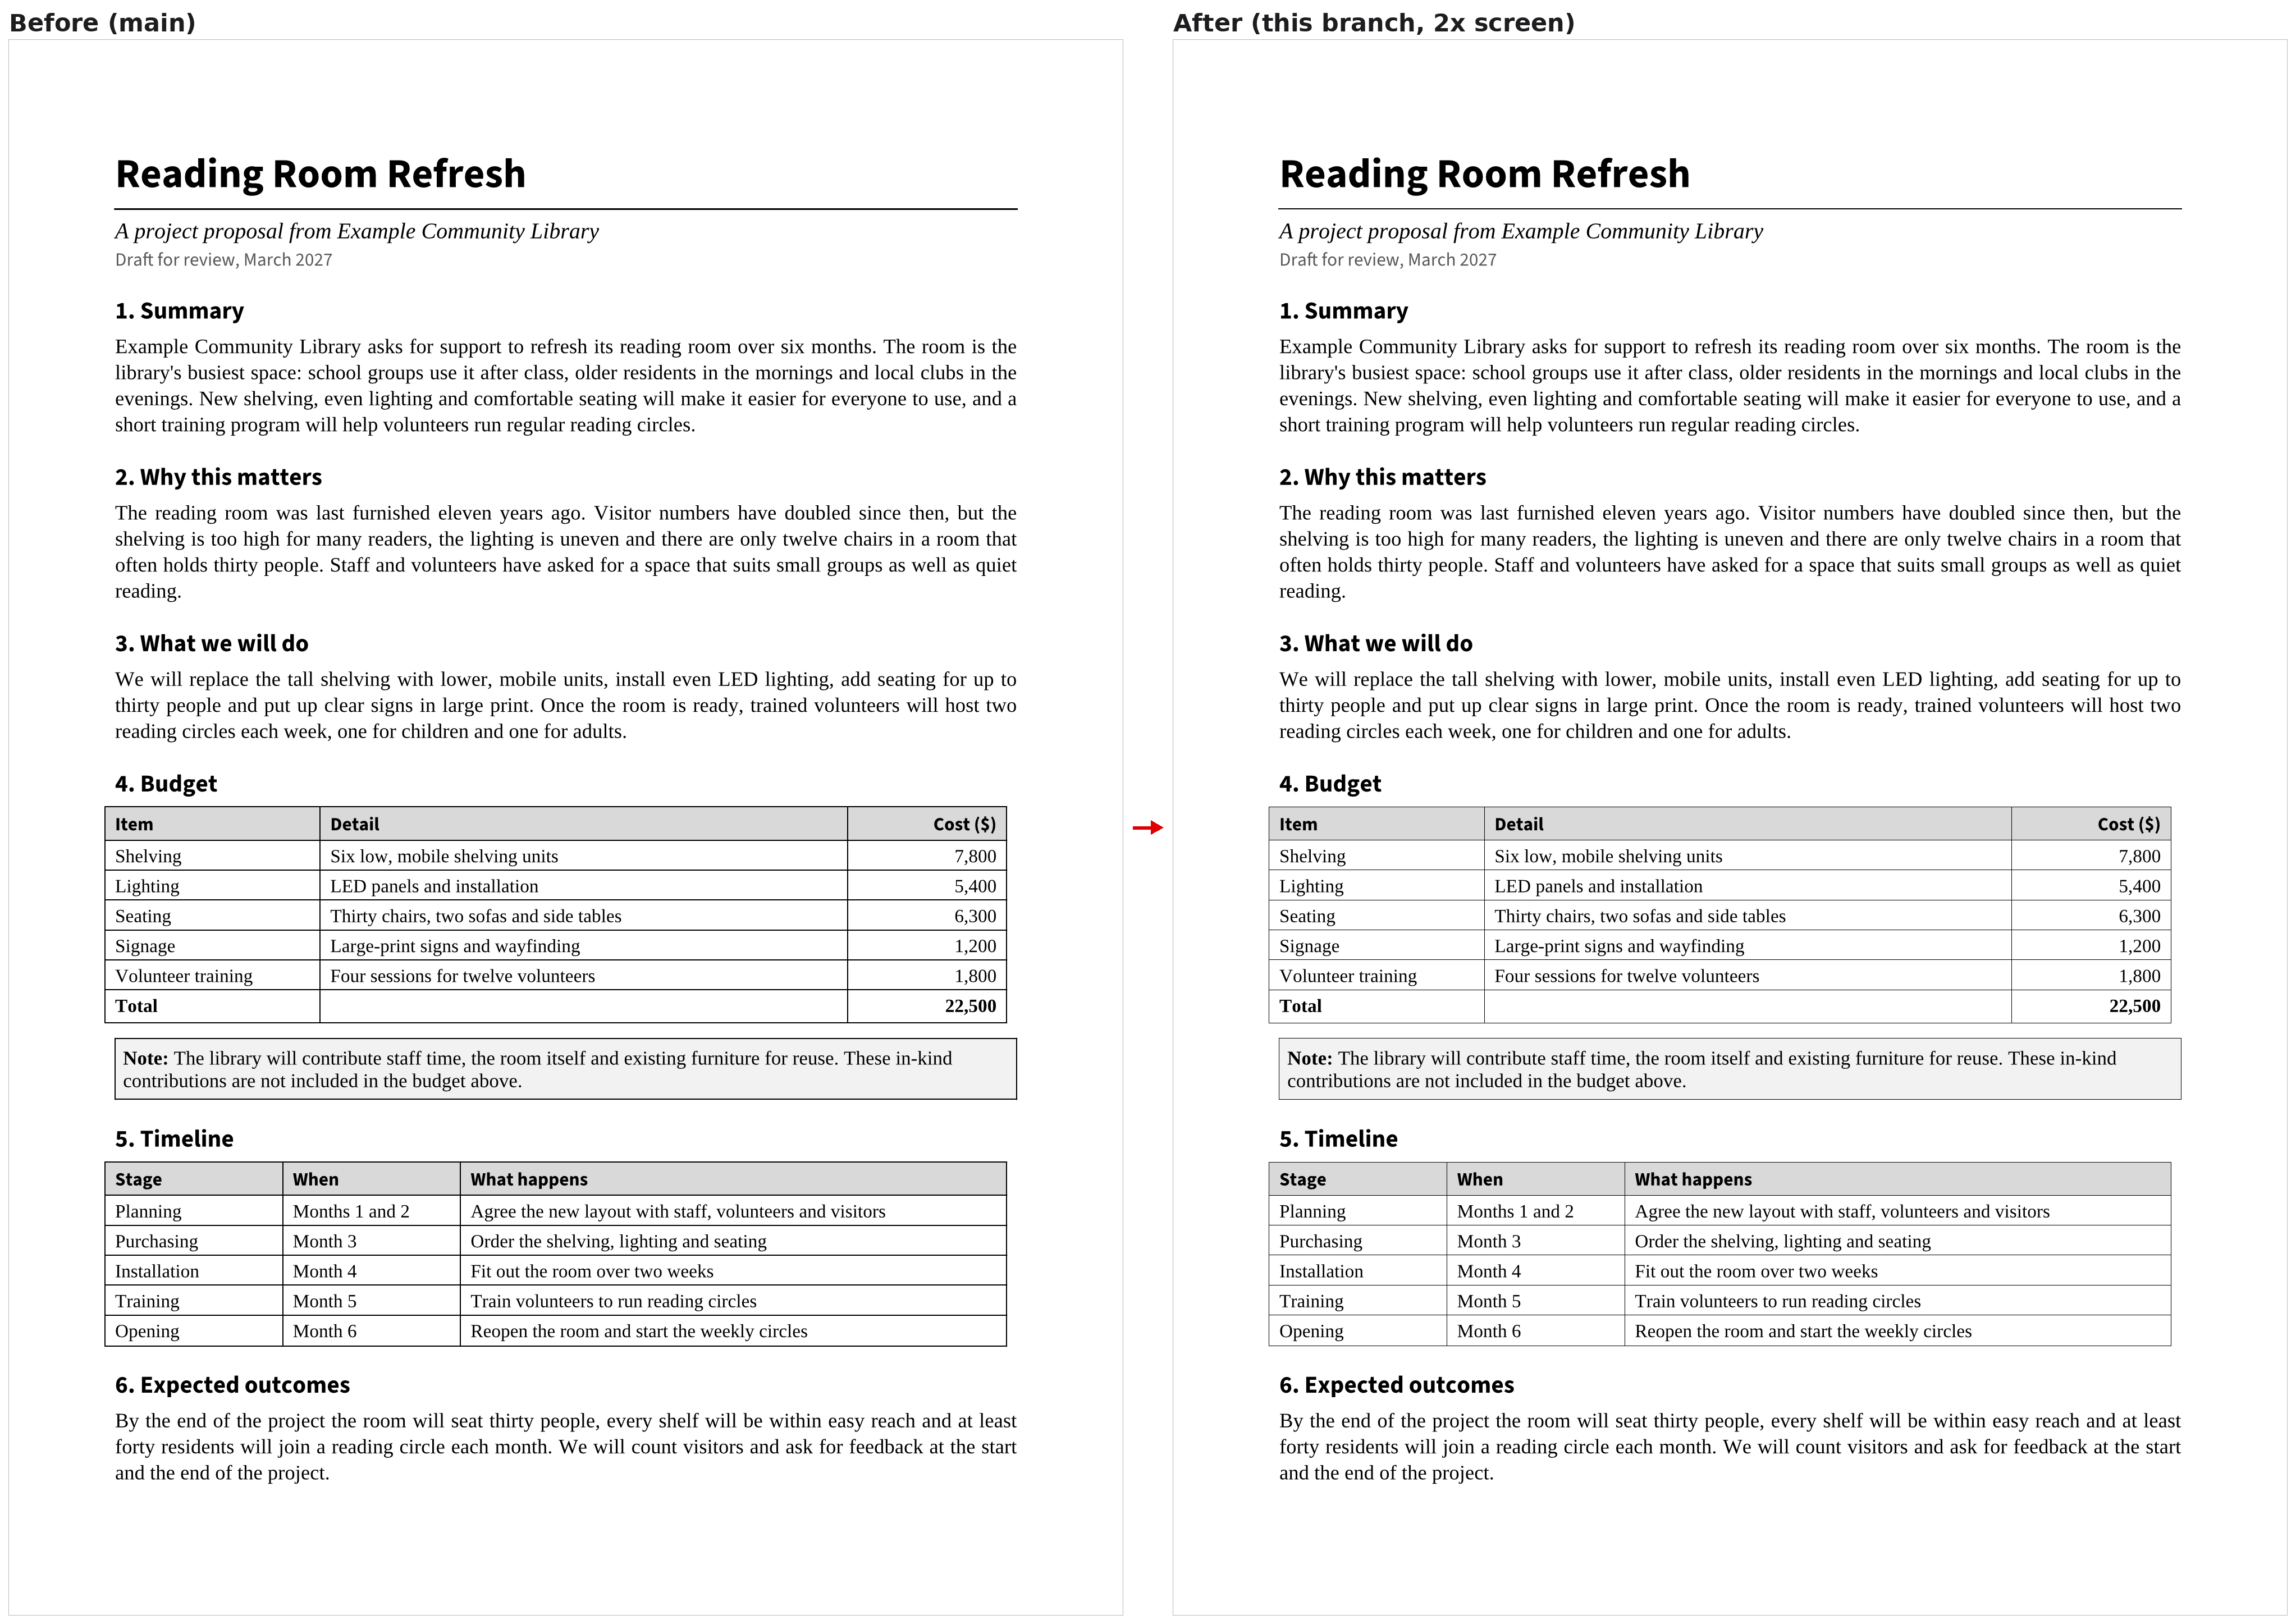 Before (main)
Reading Room Refresh
A project proposal from Example Community Library
Draft for review, March 2027
1. Summary
Example Community Library asks for support to refresh its reading room over six months. The room is the
library's busiest space: school groups use it after class, older residents in the mornings and local clubs in the
evenings. New shelving, even lighting and comfortable seating will make it easier for everyone to use, and a
short training program will help volunteers run regular reading circles.
2. Why this matters
The reading room was last furnished eleven years ago. Visitor numbers have doubled since then, but the
shelving is too high for many readers, the lighting is uneven and there are only twelve chairs in a room that
often holds thirty people. Staff and volunteers have asked for a space that suits small groups as well as quiet
reading.
3. What we will do
We will replace the tall shelving with lower, mobile units, install even LED lighting, add seating for up to
thirty people and put up clear signs in large print. Once the room is ready, trained volunteers will host two
reading circles each week, one for children and one for adults.
4. Budget
Item Detail Cost ($)
Shelving Six low, mobile shelving units 7,800
Lighting LED panels and installation 5,400
Seating Thirty chairs, two sofas and side tables 6,300
Signage Large-print signs and wayfinding 1,200
Volunteer training Four sessions for twelve volunteers 1,800
Total 22,500
Note: The library will contribute staff time, the room itself and existing furniture for reuse. These in-kind
contributions are not included in the budget above.
5. Timeline
Stage When What happens
Planning Months 1 and 2 Agree the new layout with staff, volunteers and visitors
Purchasing Month 3 Order the shelving, lighting and seating
Installation Month 4 Fit out the room over two weeks
Training Month 5 Train volunteers to run reading circles
Opening Month 6 Reopen the room and start the weekly circles
6. Expected outcomes
By the end of the project the room will seat thirty people, every shelf will be within easy reach and at least
forty residents will join a reading circle each month. We will count visitors and ask for feedback at the start
and the end of the project.
After (this branch, 2x screen)
Reading Room Refresh
A project proposal from Example Community Library
Draft for review, March 2027
1. Summary
Example Community Library asks for support to refresh its reading room over six months. The room is the
library's busiest space: school groups use it after class, older residents in the mornings and local clubs in the
evenings. New shelving, even lighting and comfortable seating will make it easier for everyone to use, and a
short training program will help volunteers run regular reading circles.
2. Why this matters
The reading room was last furnished eleven years ago. Visitor numbers have doubled since then, but the
shelving is too high for many readers, the lighting is uneven and there are only twelve chairs in a room that
often holds thirty people. Staff and volunteers have asked for a space that suits small groups as well as quiet
reading.
3. What we will do
We will replace the tall shelving with lower, mobile units, install even LED lighting, add seating for up to
thirty people and put up clear signs in large print. Once the room is ready, trained volunteers will host two
reading circles each week, one for children and one for adults.
4. Budget
Item Detail Cost ($)
Shelving Six low, mobile shelving units 7,800
Lighting LED panels and installation 5,400
Seating Thirty chairs, two sofas and side tables 6,300
Signage Large-print signs and wayfinding 1,200
Volunteer training Four sessions for twelve volunteers 1,800
Total 22,500
Note: The library will contribute staff time, the room itself and existing furniture for reuse. These in-kind
contributions are not included in the budget above.
5. Timeline
Stage When What happens
Planning Months 1 and 2 Agree the new layout with staff, volunteers and visitors
Purchasing Month 3 Order the shelving, lighting and seating
Installation Month 4 Fit out the room over two weeks
Training Month 5 Train volunteers to run reading circles
Opening Month 6 Reopen the room and start the weekly circles
6. Expected outcomes
By the end of the project the room will seat thirty people, every shelf will be within easy reach and at least
forty residents will join a reading circle each month. We will count visitors and ask for feedback at the start
and the end of the project.